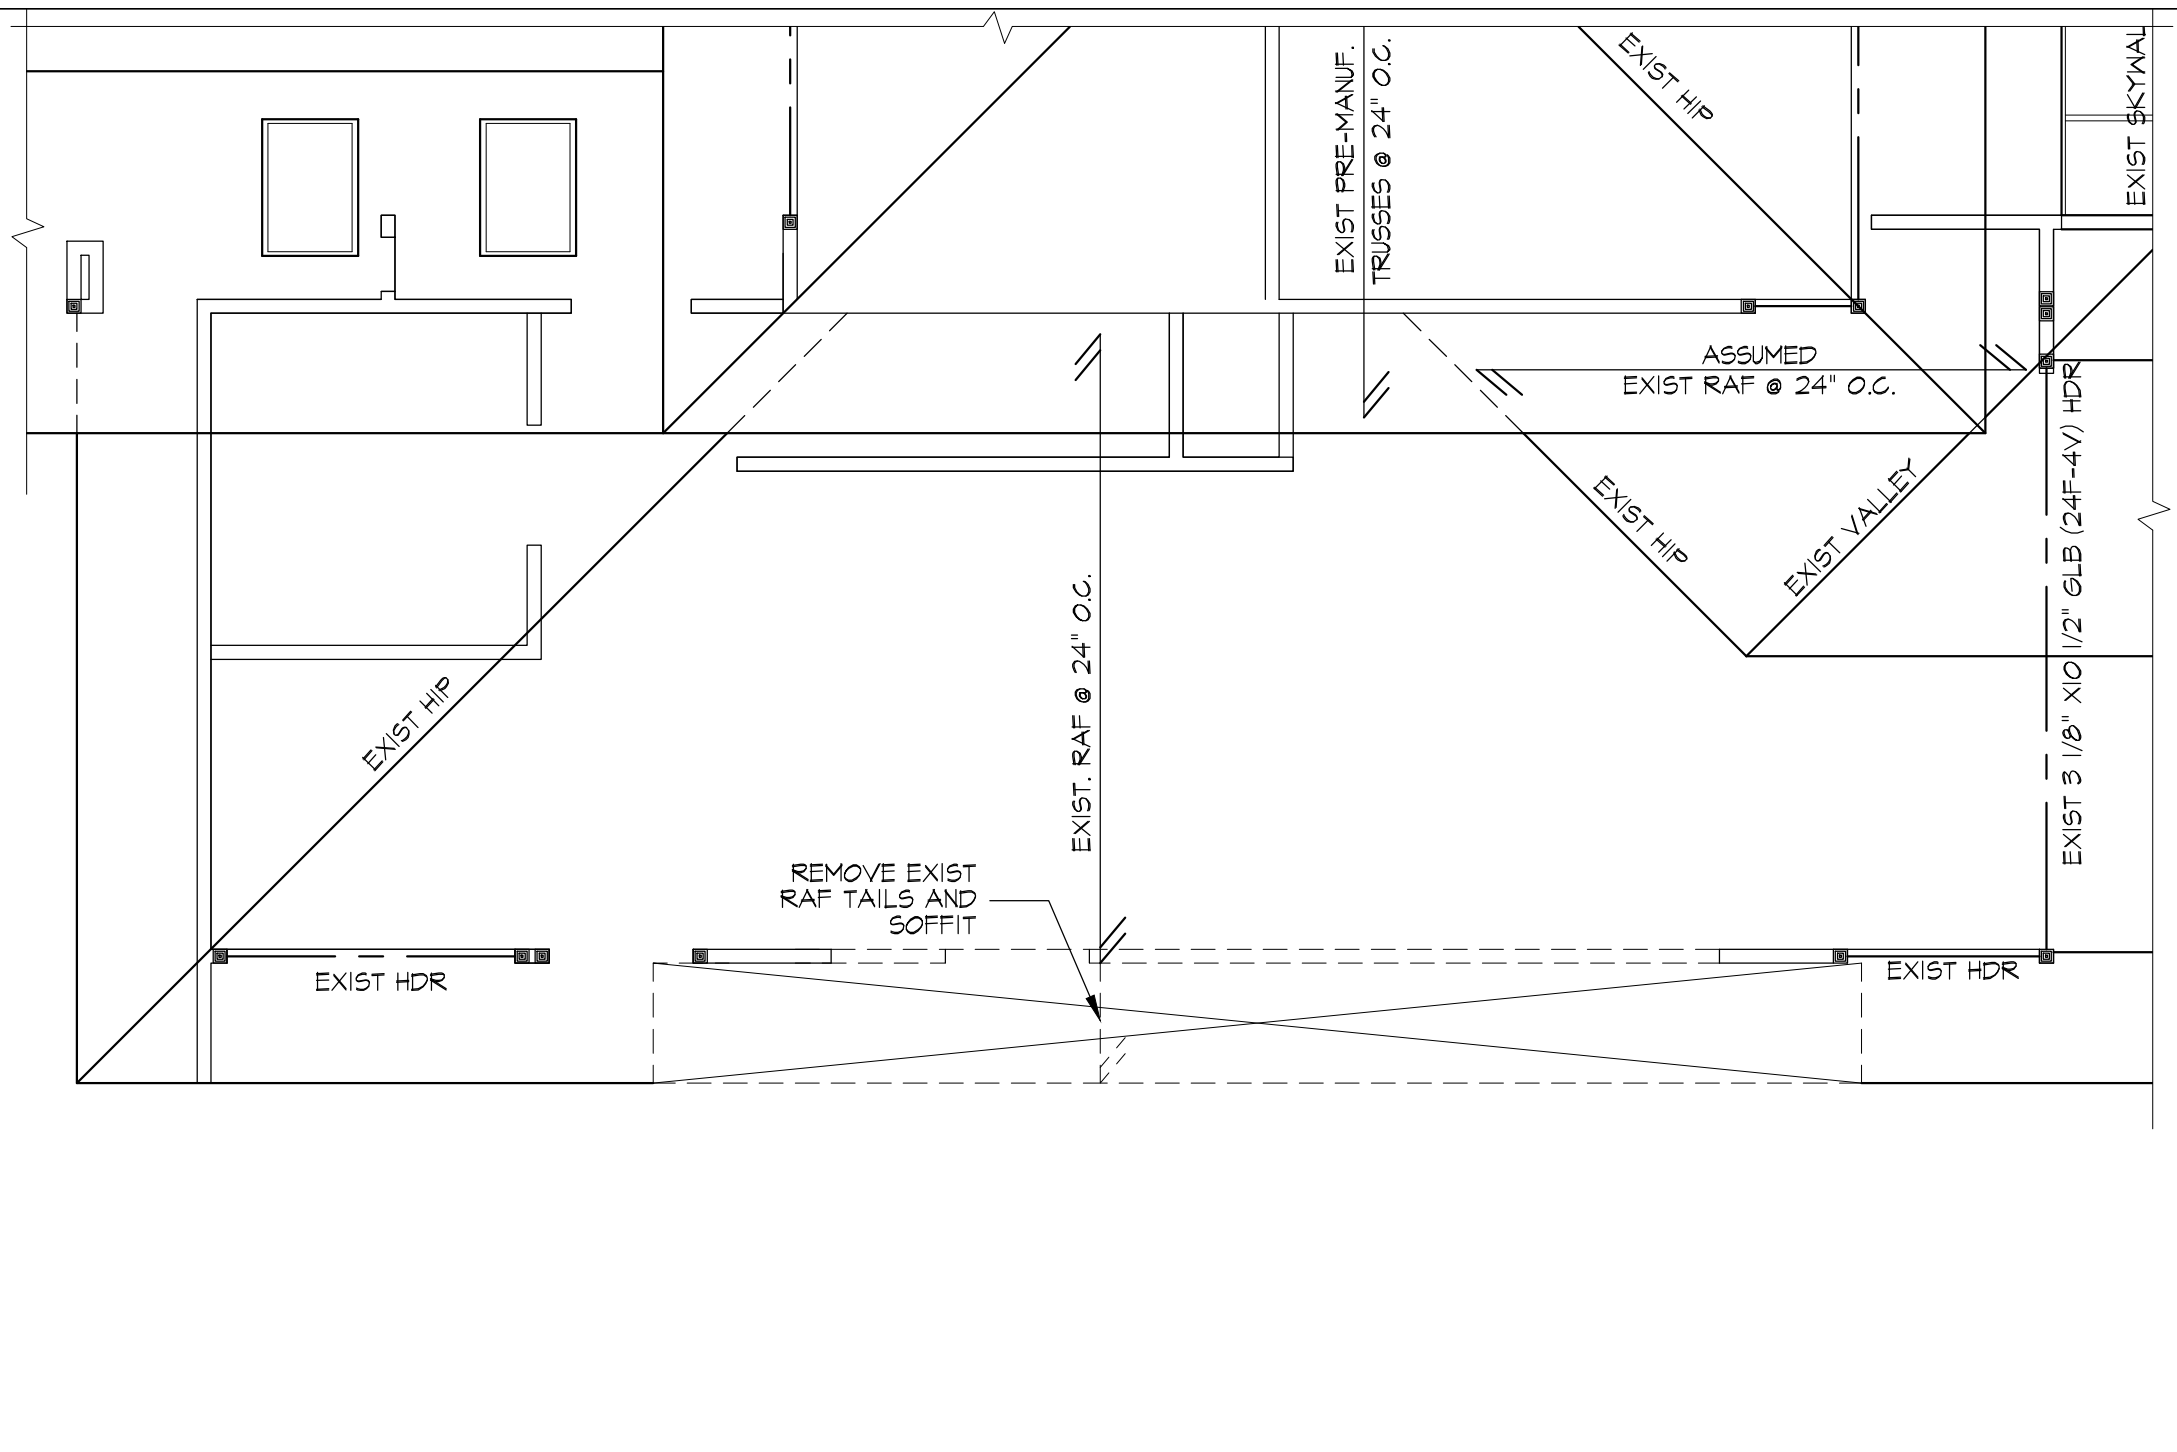 EXIST HIP
EXIST PRE-MANUF.
TRUSSES @ 24" O.C.
EXIST SKYWAL
ASSUMED
EXIST RAF @ 24" O.C.
EXIST HIP
EXIST VALLEY
EXIST 3 1/8" X10 1/2" GLB (24F-4V) HDR
EXIST. RAF @ 24" O.C.
EXIST HIP
REMOVE EXIST
RAF TAILS AND
SOFFIT
EXIST HDR
EXIST HDR